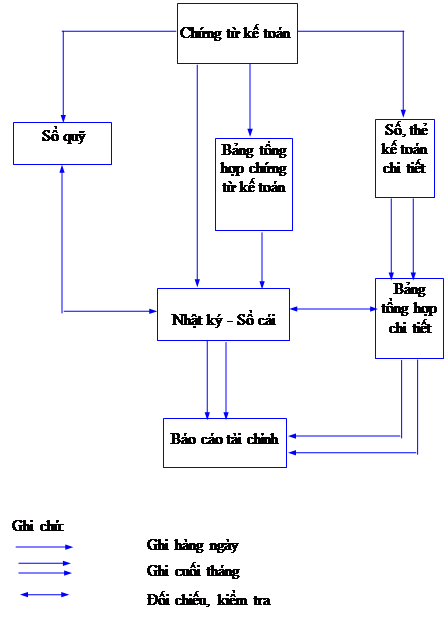 Chứng từ kế toán
Sổ quỹ
Bảng tổng
hợp chứng
từ kế toán
Số, thẻ
kế toán
chi tiết
Nhật ký - Sổ cái
Bảng
tổng hợp
chi tiết
Báo cáo tài chính
Ghi chú:
Ghi hàng ngày
Ghi cuối tháng
Đối chiếu, kiểm tra